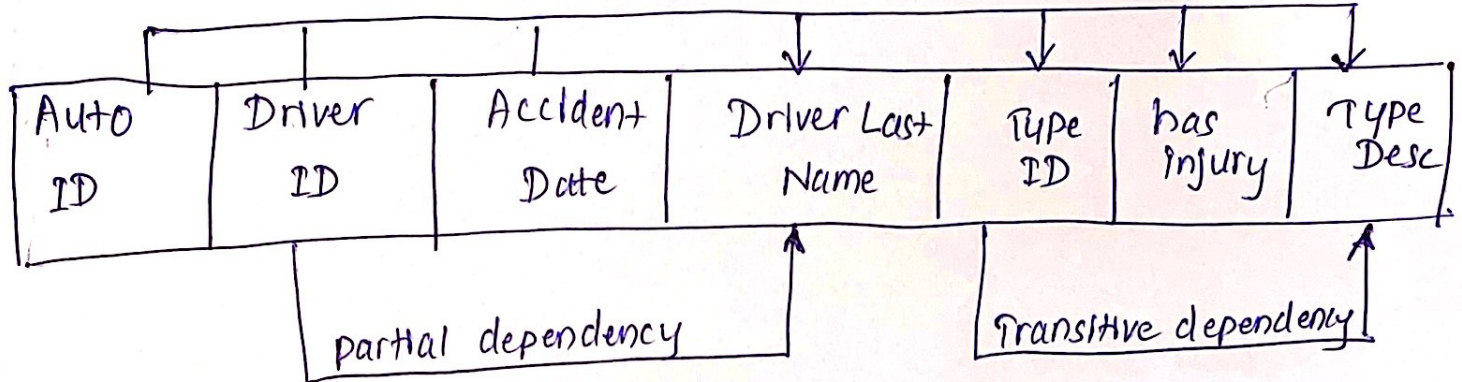 Auto ID
Driver ID
Accident Date
Driver Last Name
Type ID
has injury
Type Desc
partial dependency
Transitive dependency